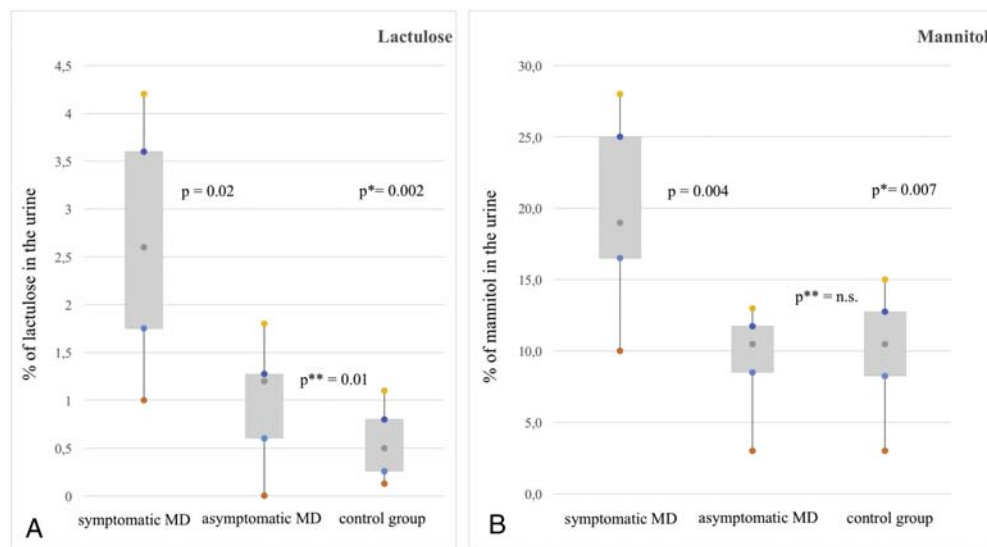 Lactulose
% of lactulose in the urine
4,5
4
3,5
3
2,5
2
1,5
1
0,5
0
p = 0.02
p*= 0.002
p** = 0.01
symptomatic MD
asymptomatic MD
control group
A
Mannitol
% of mannitol in the urine
30,0
25,0
20,0
15,0
10,0
5,0
0,0
p = 0.004
p*= 0.007
p** = n.s.
symptomatic MD
asymptomatic MD
control group
B